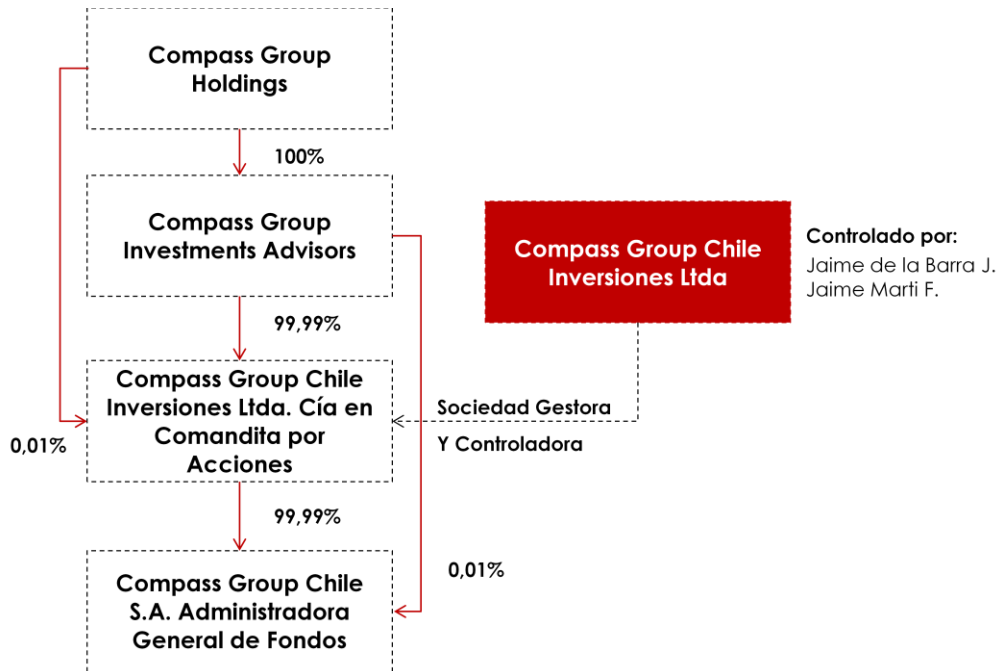 Compass Group
Holdings
100%
Compass Group
Investments Advisors
Compass Group Chile
Inversiones Ltda
Controlado por:
Jaime de la Barra J.
Jaime Marti F.
99,99%
Compass Group Chile
Inversiones Ltda. Cía en
Comandita por
Acciones
0,01%
Sociedad Gestora
Y Controladora
99,99%
0,01%
Compass Group Chile
S.A. Administradora
General de Fondos